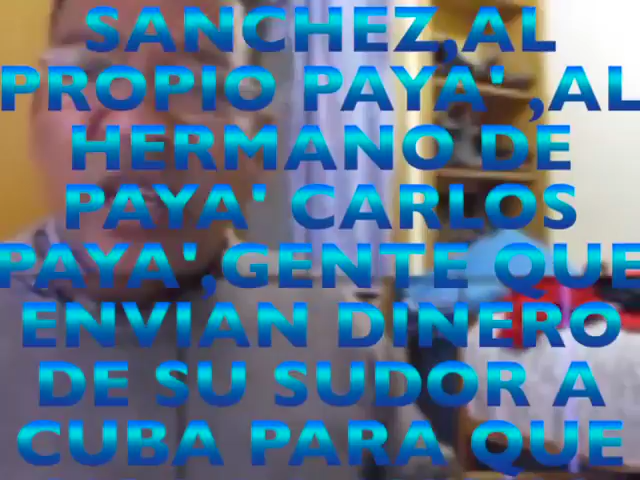 SANCHEZ,AL
PROPIO PAYA' ,AL
HERMANO DE
PAYA' CARLOS
PAYA',GENTE QUE
ENVIAN DINERO
DE SU SUDOR A
CUBA PARA QUE